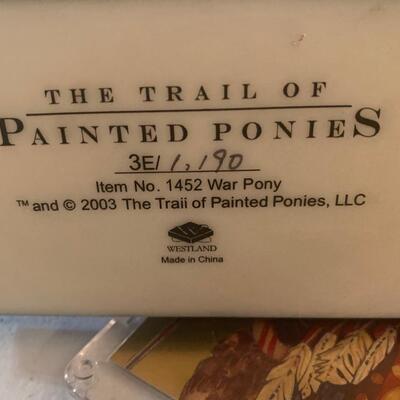 THE TRAIL OF
PAINTED PONIES
3E/ 1,190
Item No. 1452 War Pony
™ and © 2003 The Trail of Painted Ponies, LLC
WESTLAND
Made in China